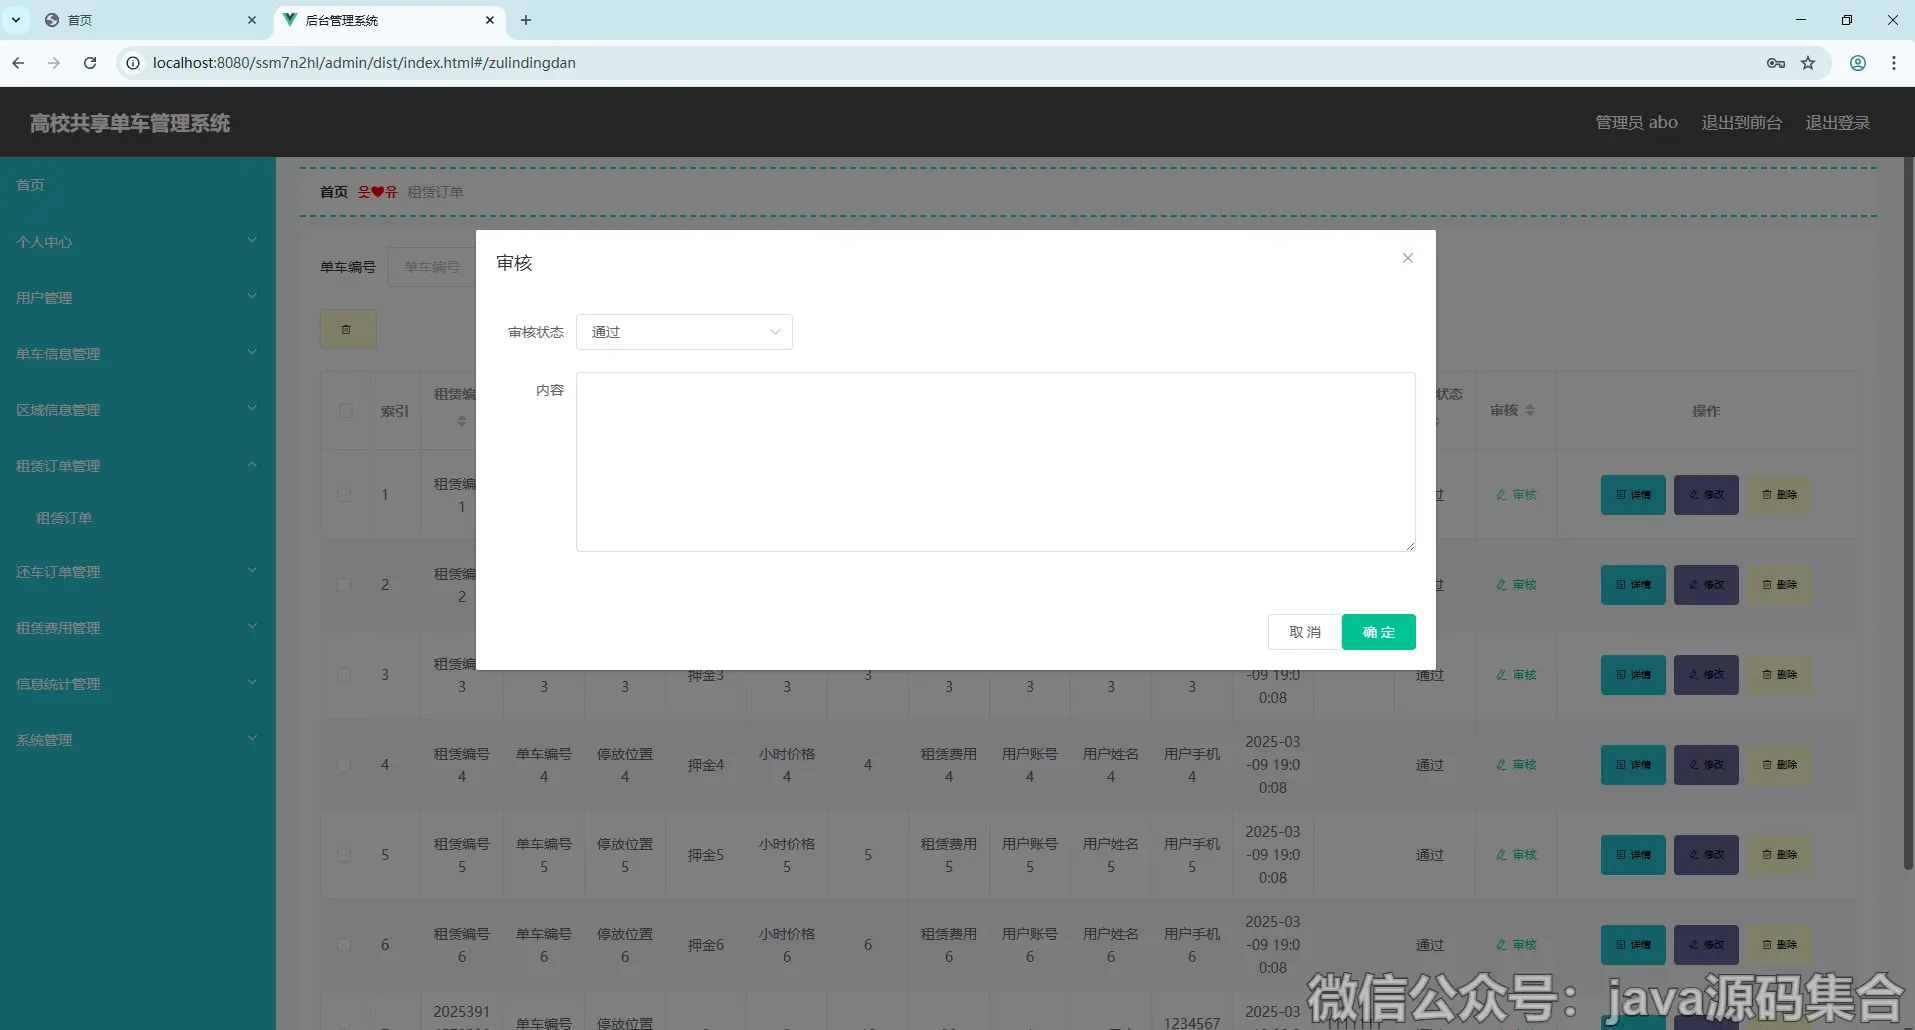 首页
后台管理系统
localhost:8080/ssm7n2hl/admin/dist/index.html#/zulindingdan
高校共享单车管理系统
管理员 abo
退出到前台
退出登录
首页
个人中心
用户管理
单车信息管理
区域信息管理
租赁订单管理
租赁订单
还车订单管理
租赁费用管理
信息统计管理
系统管理
首页 웃❤유 租赁订单
单车编号
单车编号
审核
审核状态
通过
内容
取 消
确 定
索引
租赁编
状态
审核
操作
1
租赁编
1
过
审核
详情
修改
删除
2
租赁编
2
过
审核
详情
修改
删除
3
租赁编
3
3
3
押金3
3
3
3
3
3
3
-09 19:0
0:08
通过
审核
详情
修改
删除
4
租赁编号
4
单车编号
4
停放位置
4
押金4
小时价格
4
4
租赁费用
4
用户账号
4
用户姓名
4
用户手机
4
2025-03
-09 19:0
0:08
通过
审核
详情
修改
删除
5
租赁编号
5
单车编号
5
停放位置
5
押金5
小时价格
5
5
租赁费用
5
用户账号
5
用户姓名
5
用户手机
5
2025-03
-09 19:0
0:08
通过
审核
详情
修改
删除
6
租赁编号
6
单车编号
6
停放位置
6
押金6
小时价格
6
6
租赁费用
6
用户账号
6
用户姓名
6
用户手机
6
2025-03
-09 19:0
0:08
通过
审核
详情
修改
删除
2025391
单车编号
停放位置
1234567
2025-03
微信公众号：java源码集合